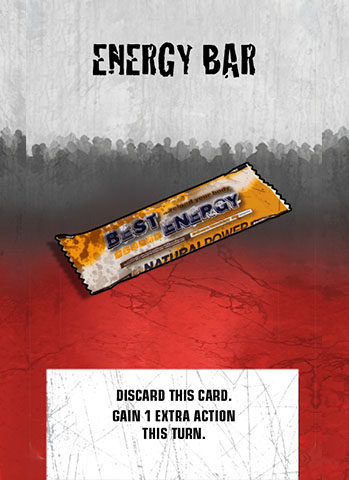 ENERGY BAR
BEST ENERGY
NATURAL POWER
DISCARD THIS CARD.
GAIN 1 EXTRA ACTION
THIS TURN.